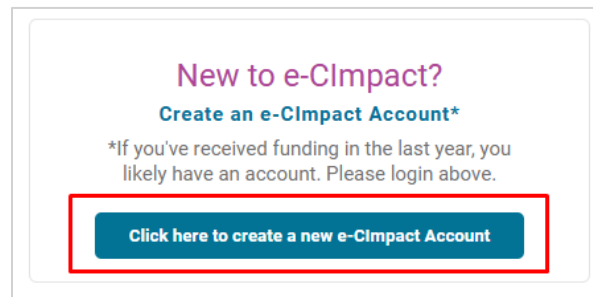 New to e-CImpact?
Create an e-CImpact Account*
*If you've received funding in the last year, you
likely have an account. Please login above.
Click here to create a new e-CImpact Account